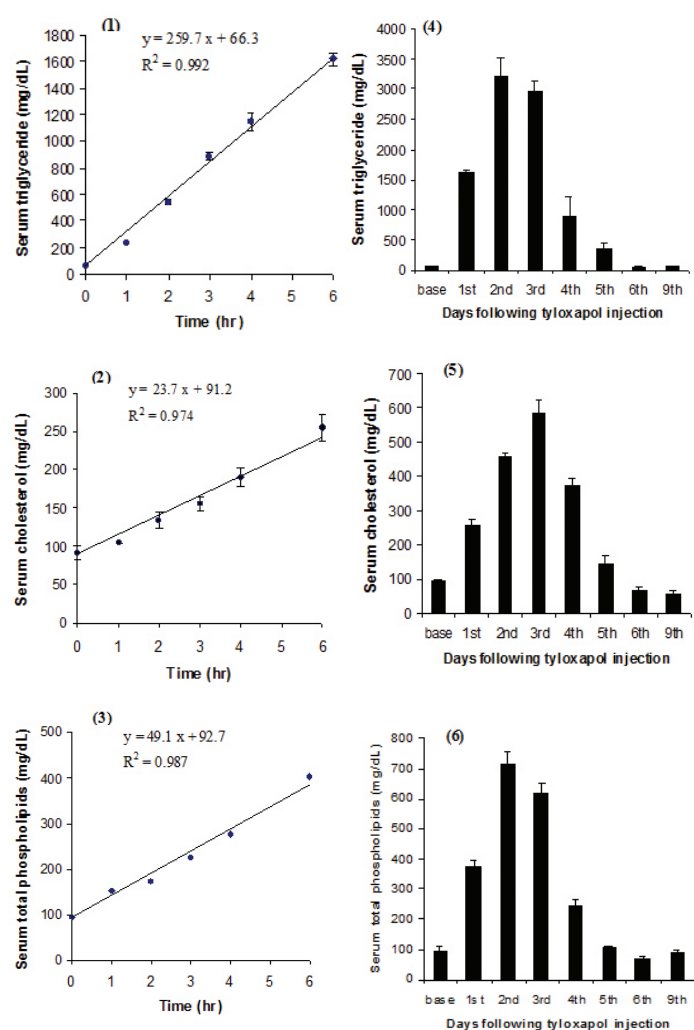 (1)
y = 259.7 x + 66.3
R² = 0.992
Serum triglyceride (mg/dL)
1800
1600
1400
1200
1000
800
600
400
200
0
0 1 2 3 4 5 6
Time (hr)
(4)
Serum triglyceride (mg/dL)
4000
3500
3000
2500
1500
1000
500
0
base 1st 2nd 3rd 4th 5th 6th 9th
Days following tyloxapol injection
(2)
y = 23.7 x + 91.2
R² = 0.974
Serum cholesterol (mg/dL)
300
250
200
150
100
50
0
0 1 2 3 4 5 6
Time (hr)
(5)
Serum cholesterol (mg/dL)
700
600
500
400
300
200
100
0
base 1st 2nd 3rd 4th 5th 6th 9th
Days following tyloxapol injection
(3)
y = 49.1 x + 92.7
R² = 0.987
Serum total phospholipids (mg/dL)
500
400
300
200
100
0
0 1 2 3 4 5 6
Time (hr)
(6)
Serum total phospholipids (mg/dL)
800
700
600
500
400
300
200
100
0
base 1st 2nd 3rd 4th 5th 6th 9th
Days following tyloxapol injection